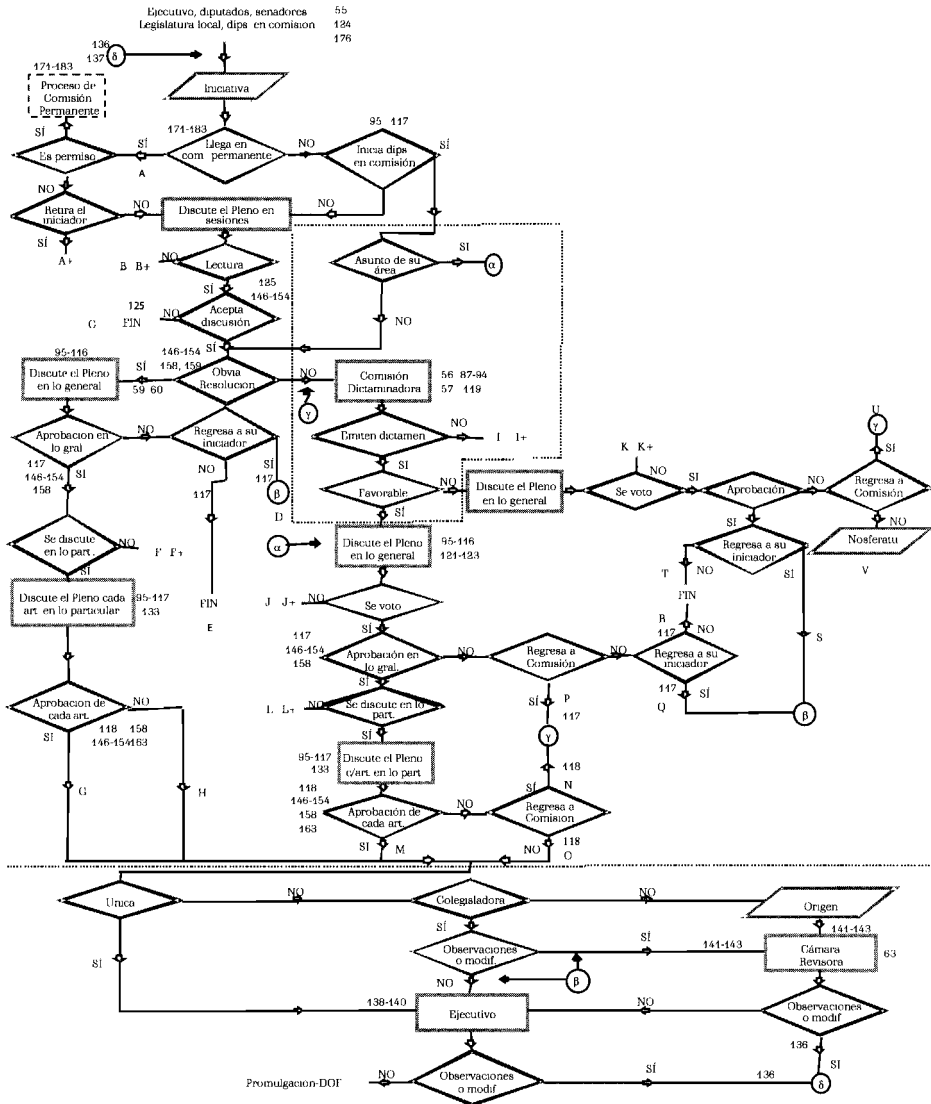 Ejecutivo, diputados, senadores 55
Legislatura local, dips en comisión 134
176
136
137 δ
171-183
Proceso de
Comisión
Permanente
Iniciativa
SÍ
171-183
95 117
Es permiso
SÍ
A
Llega en
com permanente
NO
Inicia dips
en comisión
SÍ
NO
Retira el
iniciador
NO
Discute el Pleno en
sesiones
NO
SÍ
A+
B B+
NO
Lectura
Asunto de su
área
SI
α
SÍ
125
146-154
125
C FIN
NO
Acepta
discusión
NO
SÍ
95-116
146-154
158, 159
Discute el Pleno
en lo general
SÍ
59 60
Obvia
Resolución
NO
γ
Comisión
Dictaminadora
56 87-94
57 119
Aprobación en
lo gral
NO
Regresa a su
iniciador
Emiten dictamen
NO
I I+
117
146-154
158
SI
NO
117
SÍ
117
β
D
SI
Favorable
NO
Discute el Pleno
en lo general
K K+
NO
Se voto
SI
Aprobación
NO
Regresa a
Comisión
SÍ
γ
U
SÍ
NO
Nosferatu
V
Se discute
en lo part.
NO
F F+
SÍ
α
Discute el Pleno
en lo general
95-116
121-123
SI
Regresa a su
iniciador
T
NO
SÍ
FIN
Discute el Pleno cada
art en lo particular
95-117
133
FIN
E
J J+
NO
Se voto
SÍ
117
146-154
158
Aprobación en
lo gral.
NO
Regresa a
Comisión
NO
R
117
NO
Regresa a su
iniciador
S
SÍ
L L+
NO
Se discute en lo
part.
SÍ
P
117
117
Q
SÍ
β
Aprobacion de
cada art.
NO
118 158
146-154 163
SI
SÍ
γ
95-117
133
Discute el Pleno
c/art. en lo part
118
N
SÍ
G
H
118
146-154
158
163
Aprobación de
cada art.
NO
Regresa a
Comision
SI
M
NO
118
O
Unica
NO
Colegisladora
NO
Origen
SÍ
141-143
SÍ
Observaciones
o modif.
SÍ
141-143
Cámara
Revisora
63
NO
β
138-140
Ejecutivo
NO
Observaciones
o modif
136
SI
Promulgación-DOF
NO
Observaciones
o modif
SÍ
136
δ